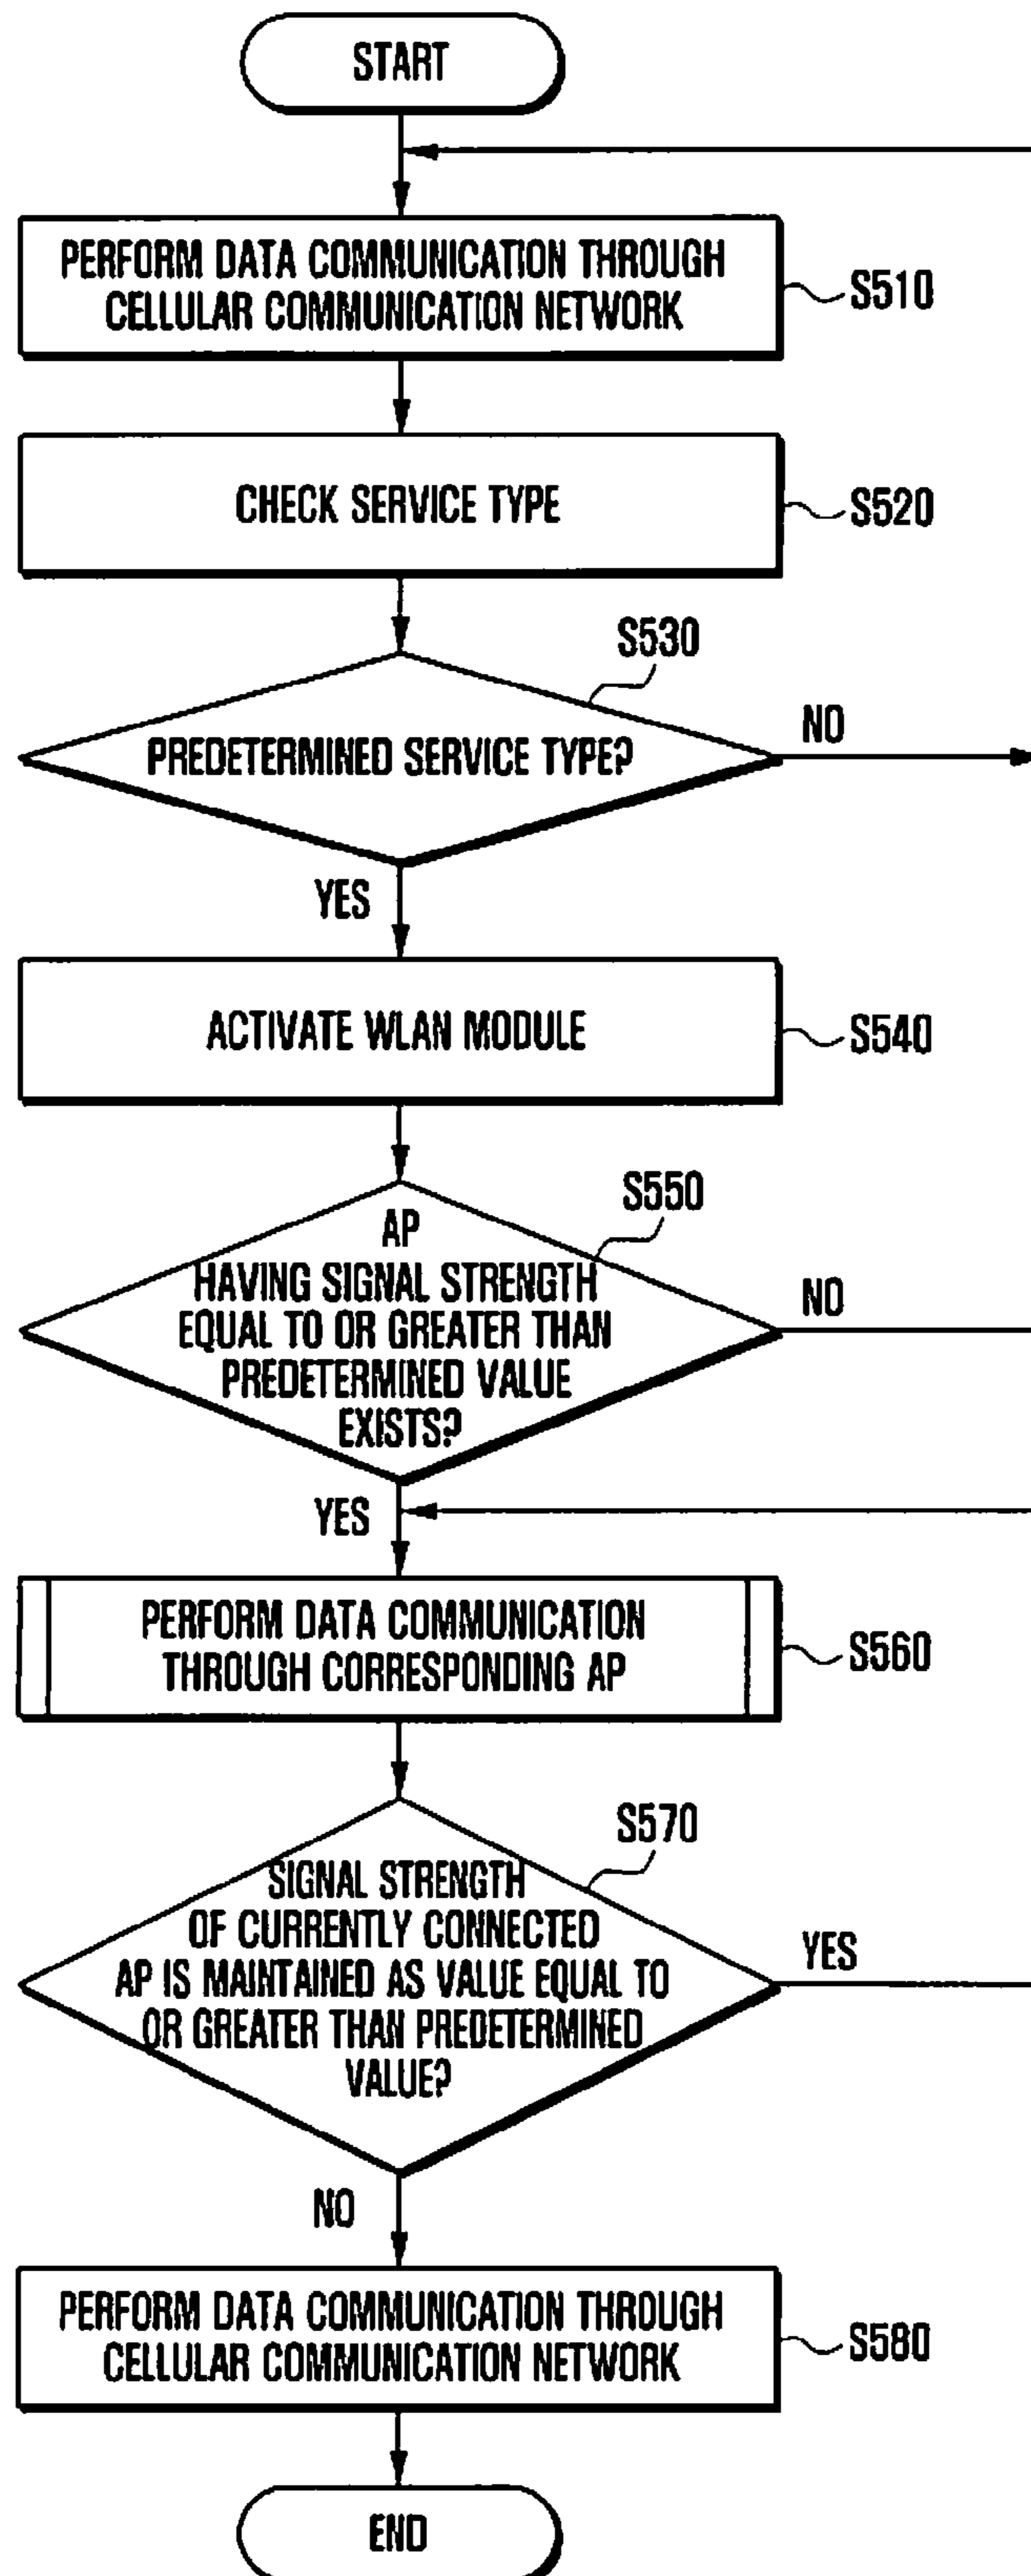 START
PERFORM DATA COMMUNICATION THROUGH
CELLULAR COMMUNICATION NETWORK
S510
CHECK SERVICE TYPE
S520
S530
PREDETERMINED SERVICE TYPE?
NO
YES
ACTIVATE WLAN MODULE
S540
S550
AP
HAVING SIGNAL STRENGTH
EQUAL TO OR GREATER THAN
PREDETERMINED VALUE
EXISTS?
NO
YES
PERFORM DATA COMMUNICATION
THROUGH CORRESPONDING AP
S560
S570
SIGNAL STRENGTH
OF CURRENTLY CONNECTED
AP IS MAINTAINED AS VALUE EQUAL TO
OR GREATER THAN PREDETERMINED
VALUE?
YES
NO
PERFORM DATA COMMUNICATION THROUGH
CELLULAR COMMUNICATION NETWORK
S580
END